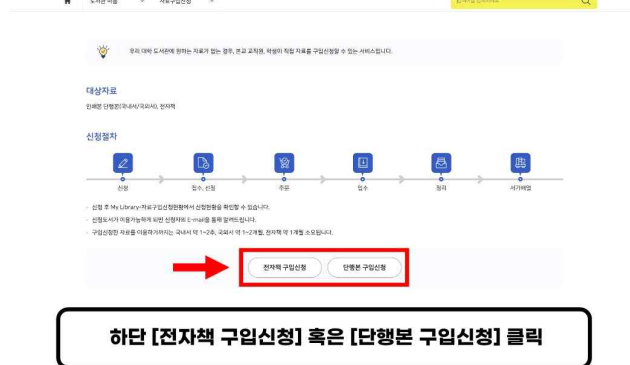 도서관 이용
자료구입신청
우리 대학 도서관에 원하는 자료가 없는 경우, 본교 교직원, 학생이 직접 자료를 구입신청할 수 있는 서비스입니다.
대상자료
인쇄본 단행본(국내서/국외서), 전자책
신청절차
신청
접수, 선정
주문
입수
정리
서가배열
- 신청 후 My Library-자료구입신청현황에서 신청현황을 확인할 수 있습니다.
- 신청도서가 이용가능하게 되면 신청자의 E-mail을 통해 알려드립니다.
- 구입신청한 자료를 이용하기까지는 국내서 약 1~2주, 국외서 약 1~2개월, 전자책 약 1개월 소요됩니다.
전자책 구입신청
단행본 구입신청
하단 [전자책 구입신청] 혹은 [단행본 구입신청] 클릭